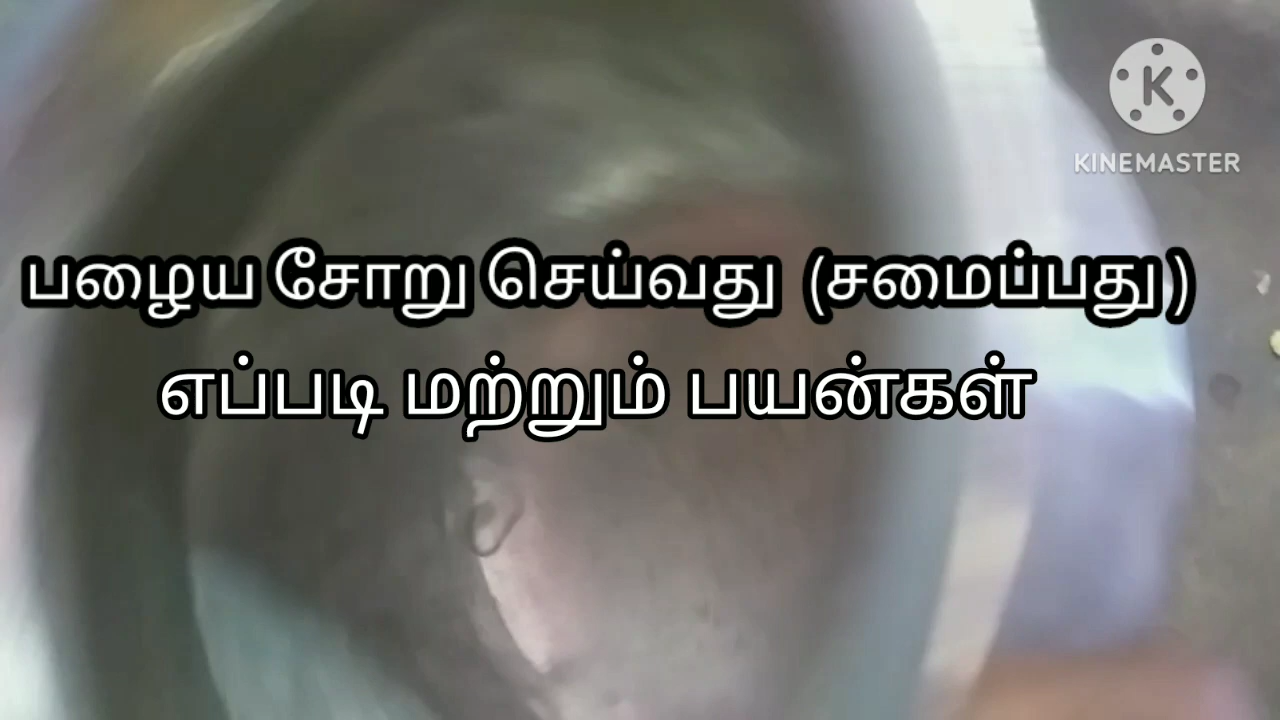 KINEMASTER
பழைய சோறு செய்வது (சமைப்பது)
எப்படி மற்றும் பயன்கள்